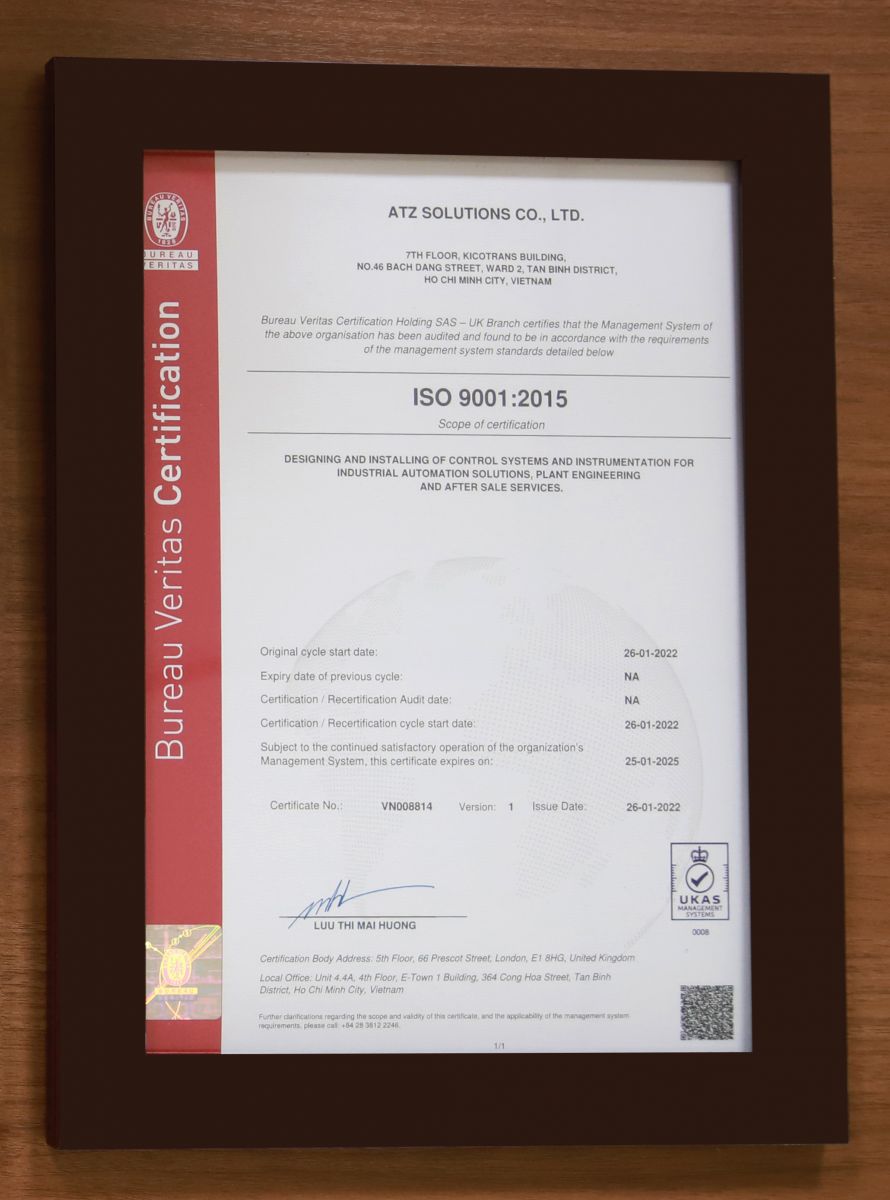 BUREAU VERITAS
1828
BUREAU
VERITAS
Bureau Veritas Certification
ATZ SOLUTIONS CO., LTD.
7TH FLOOR, KICOTRANS BUILDING,
NO.46 BACH DANG STREET, WARD 2, TAN BINH DISTRICT,
HO CHI MINH CITY, VIETNAM
Bureau Veritas Certification Holding SAS – UK Branch certifies that the Management System of
the above organisation has been audited and found to be in accordance with the requirements
of the management system standards detailed below
ISO 9001:2015
Scope of certification
DESIGNING AND INSTALLING OF CONTROL SYSTEMS AND INSTRUMENTATION FOR
INDUSTRIAL AUTOMATION SOLUTIONS, PLANT ENGINEERING
AND AFTER SALE SERVICES.
Original cycle start date: 26-01-2022
Expiry date of previous cycle: NA
Certification / Recertification Audit date: NA
Certification / Recertification cycle start date: 26-01-2022
Subject to the continued satisfactory operation of the organization's
Management System, this certificate expires on: 25-01-2025
Certificate No.: VN008814 Version: 1 Issue Date: 26-01-2022
LUU THI MAI HUONG
UKAS
MANAGEMENT
SYSTEMS
0008
BUREAU
VERITAS
Certification Body Address: 5th Floor, 66 Prescot Street, London, E1 8HG, United Kingdom
Local Office: Unit 4.4A, 4th Floor, E-Town 1 Building, 364 Cong Hoa Street, Tan Binh
District, Ho Chi Minh City, Vietnam
Further clarifications regarding the scope and validity of this certificate, and the applicability of the management system
requirements, please call: +84 28 3812 2246.
1/1